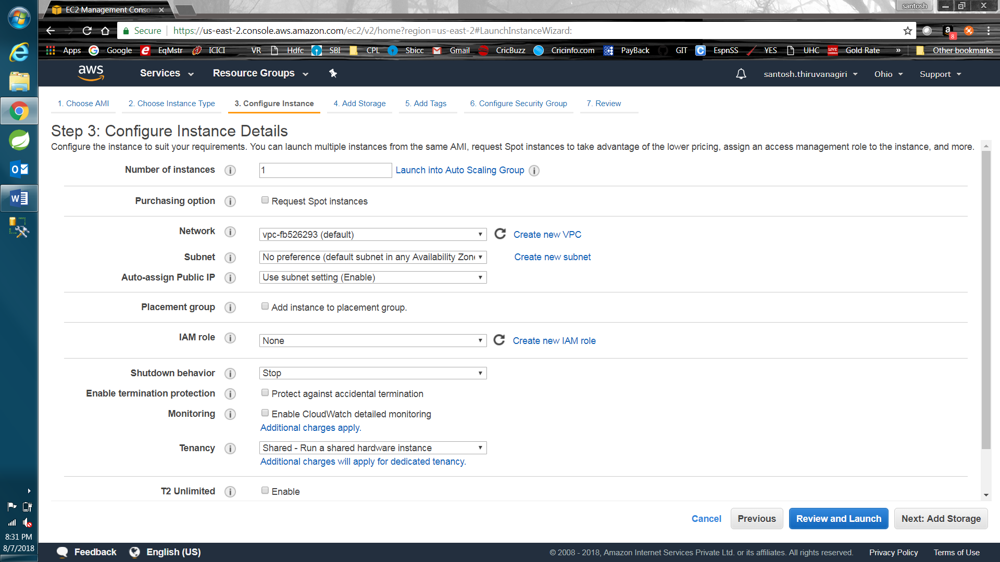 EC2 Management Conso
santosh
Secure
https://us-east-2.console.aws.amazon.com/ec2/v2/home?region=us-east-2#LaunchInstanceWizard:
a
8
Apps Google EqMstr ICICI VR Hdfc SBI CPL Sbicc Gmail CricBuzz Cricinfo.com PayBack GIT EspnSS YES UHC Gold Rate » Other bookmarks
aws
Services
Resource Groups
santosh.thiruvanagiri
Ohio
Support
1. Choose AMI
2. Choose Instance Type
3. Configure Instance
4. Add Storage
5. Add Tags
6. Configure Security Group
7. Review
Step 3: Configure Instance Details
Configure the instance to suit your requirements. You can launch multiple instances from the same AMI, request Spot instances to take advantage of the lower pricing, assign an access management role to the instance, and more.
Number of instances i 1 Launch into Auto Scaling Group i
Purchasing option i Request Spot instances
Network i vpc-fb526293 (default) Create new VPC
Subnet i No preference (default subnet in any Availability Zone Create new subnet
Auto-assign Public IP i Use subnet setting (Enable)
Placement group i Add instance to placement group.
IAM role i None Create new IAM role
Shutdown behavior i Stop
Enable termination protection i Protect against accidental termination
Monitoring i Enable CloudWatch detailed monitoring
Additional charges apply.
Tenancy i Shared - Run a shared hardware instance
Additional charges will apply for dedicated tenancy.
T2 Unlimited i Enable
Cancel
Previous
Review and Launch
Next: Add Storage
8:31 PM
8/7/2018
Feedback
English (US)
© 2008 - 2018, Amazon Internet Services Private Ltd. or its affiliates. All rights reserved.
Privacy Policy
Terms of Use